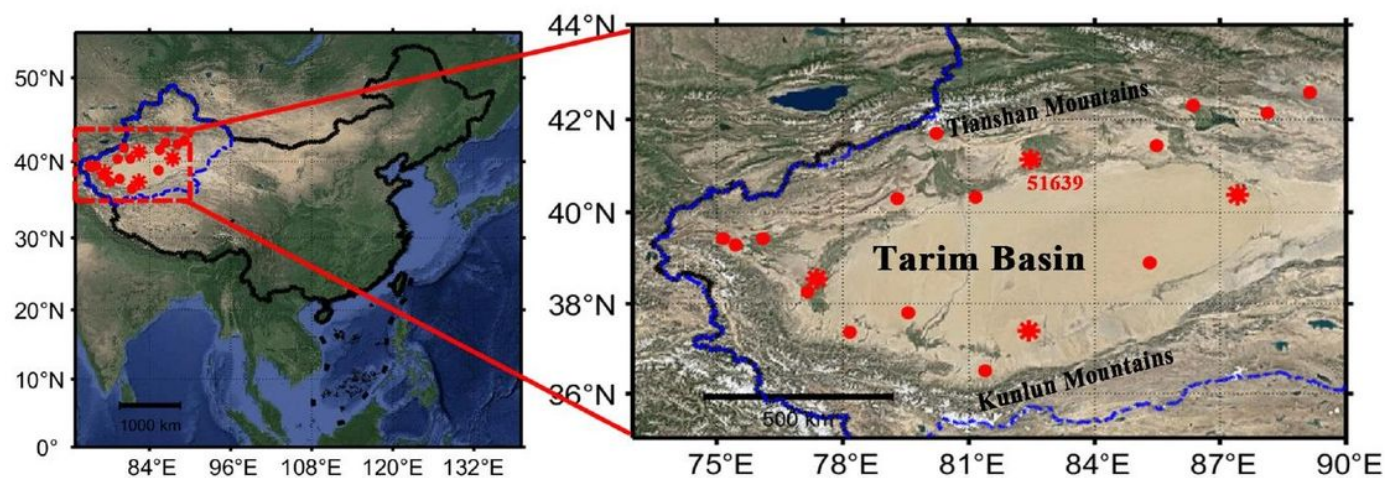 50°N
40°N
30°N
20°N
10°N
0°
1000 km
84°E
96°E
108°E
120°E
132°E
44°N
42°N
40°N
38°N
36°N
Tianshan Mountains
51639
Tarim Basin
Kunlun Mountains
500 km
75°E
78°E
81°E
84°E
87°E
90°E